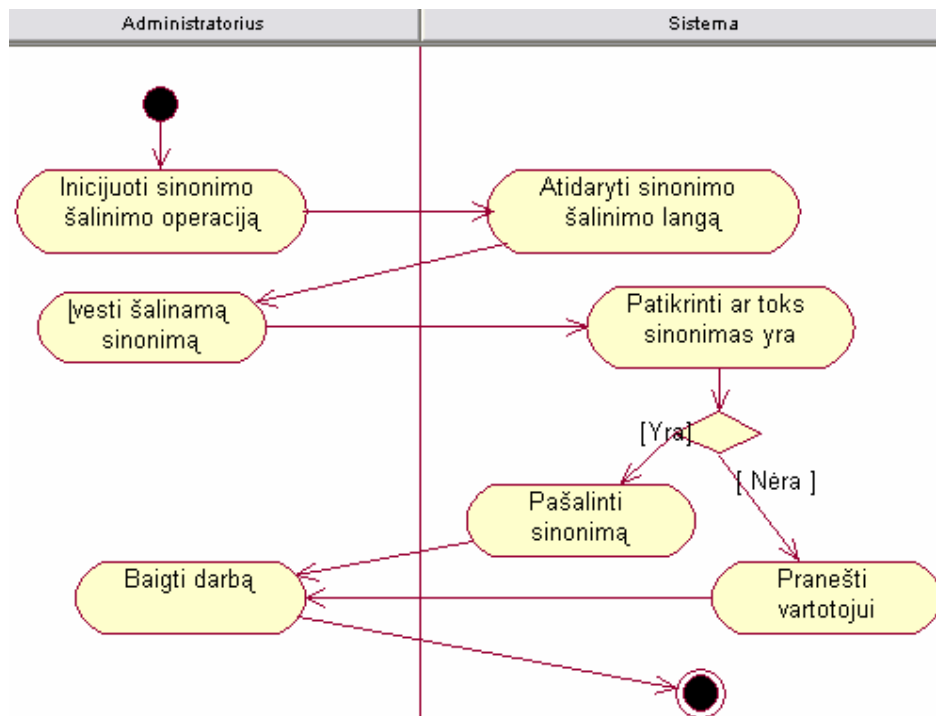 Administratorius
Sistema
Inicijuoti sinonimo
šalinimo operaciją
Atidaryti sinonimo
šalinimo langą
Įvesti šalinamą
sinonimą
Patikrinti ar toks
sinonimas yra
[Yra]
[ Nėra ]
Pašalinti
sinonimą
Baigti darbą
Pranešti
vartotojui